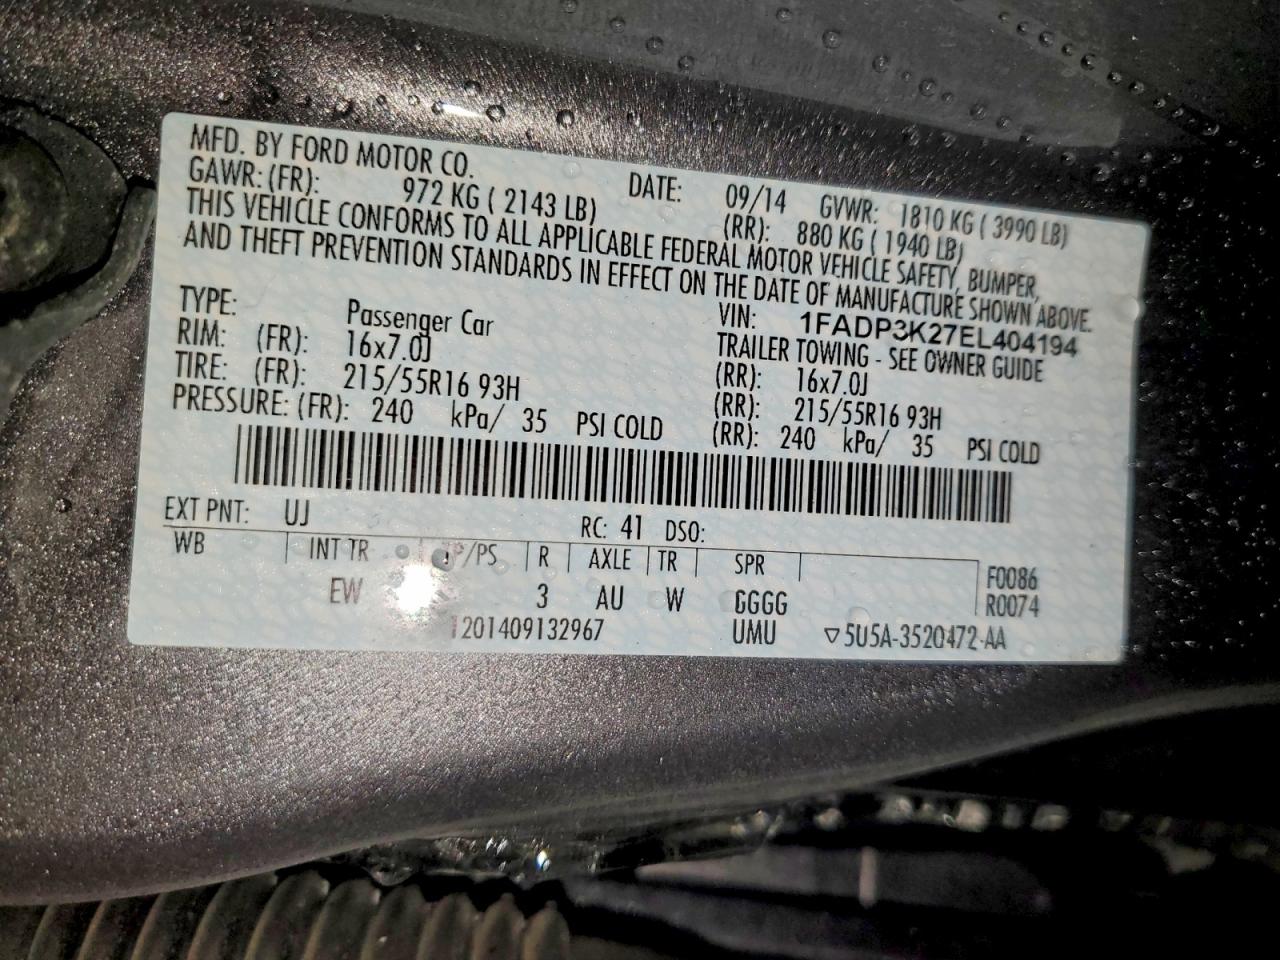 MFD. BY FORD MOTOR CO. DATE: 09/14 GVWR: 1810 KG ( 3990 LB)
GAWR: (FR): 972 KG ( 2143 LB) (RR): 880 KG ( 1940 LB)
THIS VEHICLE CONFORMS TO ALL APPLICABLE FEDERAL MOTOR VEHICLE SAFETY, BUMPER,
AND THEFT PREVENTION STANDARDS IN EFFECT ON THE DATE OF MANUFACTURE SHOWN ABOVE.
VIN: 1FADP3K27EL404194
TYPE: Passenger Car TRAILER TOWING - SEE OWNER GUIDE
RIM: (FR): 16x7.0J (RR): 16x7.0J
TIRE: (FR): 215/55R16 93H (RR): 215/55R16 93H
PRESSURE: (FR): 240 kPa/ 35 PSI COLD (RR): 240 kPa/ 35 PSI COLD
EXT PNT: UJ RC: 41 DSO:
WB INT TR /PS R AXLE TR SPR F0086
EW 3 AU W GGGG R0074
1201409132967 UMU ▽5U5A-3520472-AA